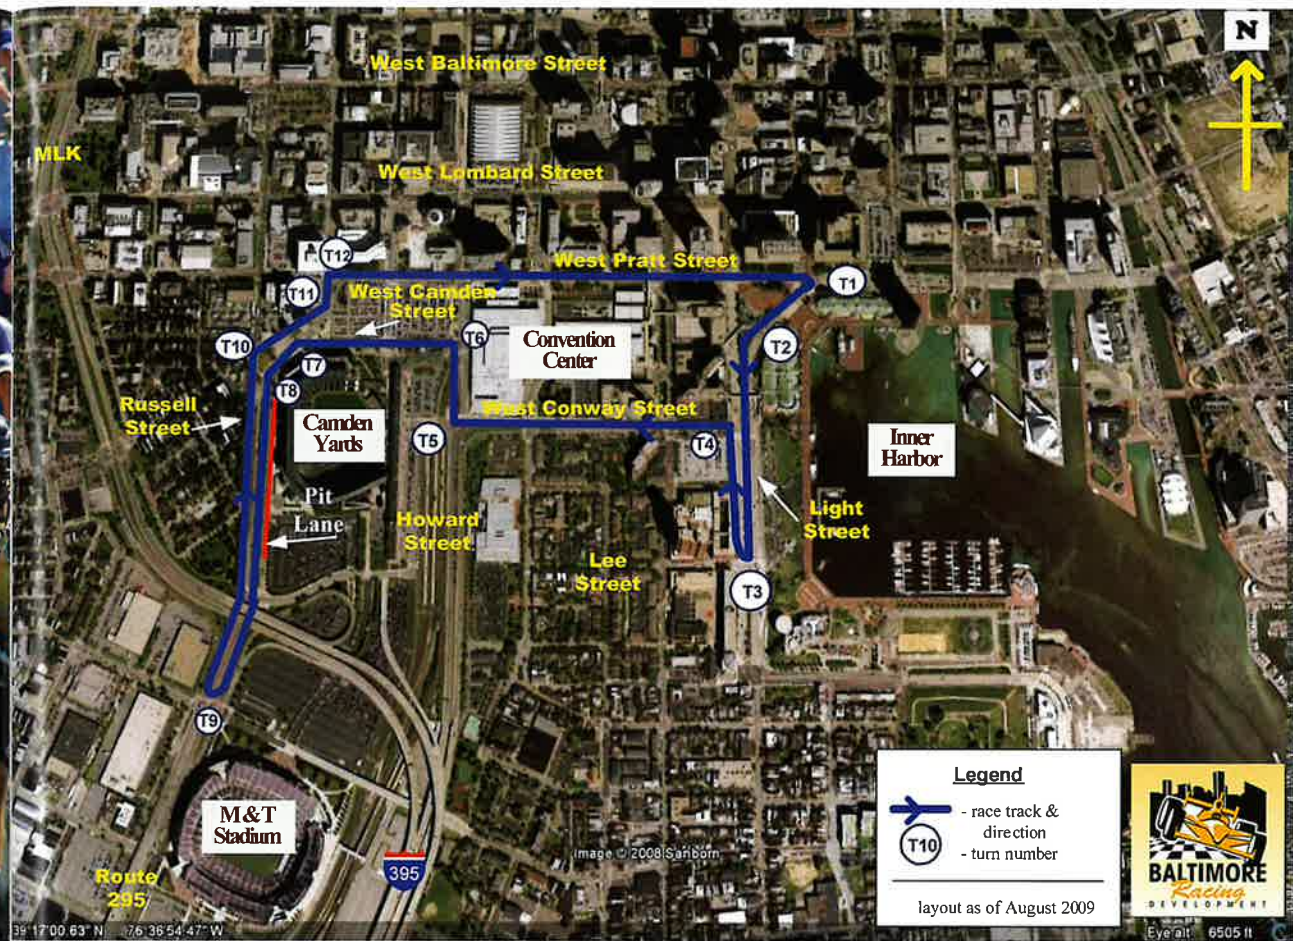 N
West Baltimore Street
MLK
West Lombard Street
T12
West Pratt Street
T1
T11
West Camden
Street
T6
Convention
Center
T10
T2
T7
T8
Russell
Street
Camden
Yards
West Conway Street
T5
T4
Inner
Harbor
Pit
Lane
Howard
Street
Light
Street
Lee
Street
T3
T9
M&T
Stadium
395
Route
295
Image © 2008 Sanborn
Legend
- race track &
direction
T10
- turn number
layout as of August 2009
BALTIMORE
Racing
DEVELOPMENT
39°17'00.63" N 76°36'54.47" W
Eye alt 6505 ft